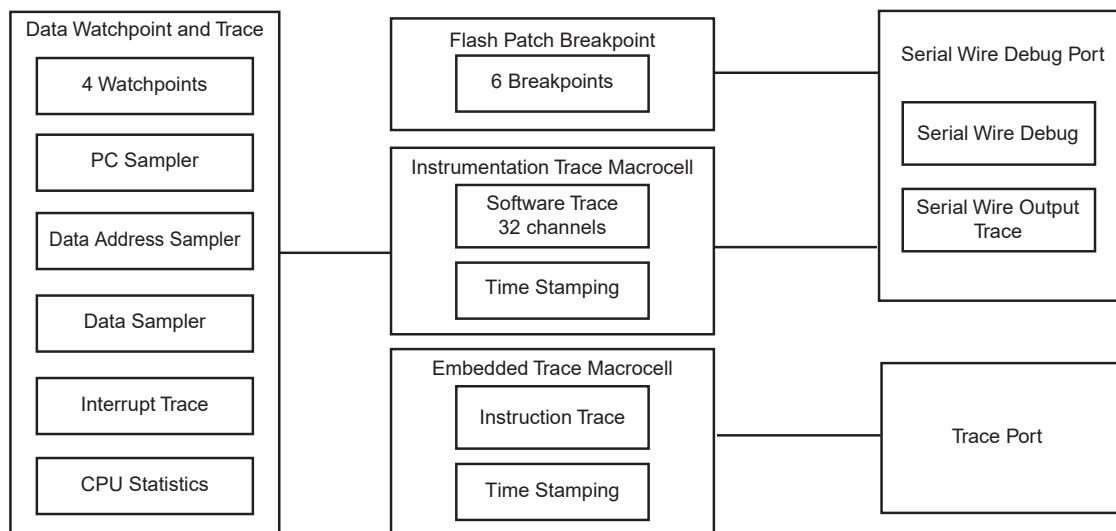 Data Watchpoint and Trace
4 Watchpoints
PC Sampler
Data Address Sampler
Data Sampler
Interrupt Trace
CPU Statistics
Flash Patch Breakpoint
6 Breakpoints
Instrumentation Trace Macrocell
Software Trace
32 channels
Time Stamping
Embedded Trace Macrocell
Instruction Trace
Time Stamping
Serial Wire Debug Port
Serial Wire Debug
Serial Wire Output
Trace
Trace Port